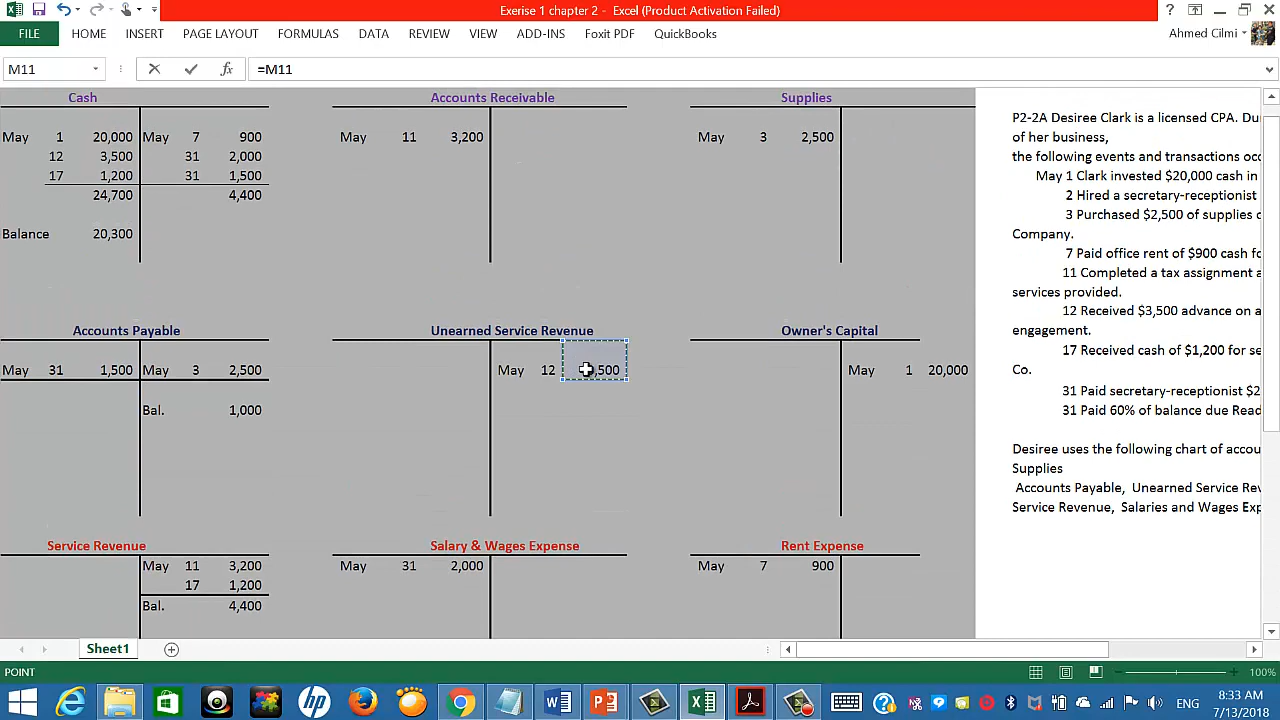 Exerise 1 chapter 2 - Excel (Product Activation Failed)
FILE HOME INSERT PAGE LAYOUT FORMULAS DATA REVIEW VIEW ADD-INS Foxit PDF QuickBooks Ahmed Cilmi
M11 =M11
Cash Accounts Receivable Supplies
May 1 20,000 May 7 900 May 11 3,200 May 3 2,500
12 3,500 31 2,000
17 1,200 31 1,500
24,700 4,400
Balance 20,300
Accounts Payable Unearned Service Revenue Owner's Capital
May 31 1,500 May 3 2,500 May 12 ,500 May 1 20,000
Bal. 1,000
Service Revenue Salary & Wages Expense Rent Expense
May 11 3,200 May 31 2,000 May 7 900
17 1,200
Bal. 4,400
P2-2A Desiree Clark is a licensed CPA.
of her business,
the following events and transactions
May 1 Clark invested $20,000 cash in
2 Hired a secretary-receptionist
3 Purchased $2,500 of supplies
Company.
7 Paid office rent of $900 cash
11 Completed a tax assignment
services provided.
12 Received $3,500 advance on a
engagement.
17 Received cash of $1,200 for
Co.
31 Paid secretary-receptionist
31 Paid 60% of balance due
Desiree uses the following chart of
Supplies
Accounts Payable, Unearned Service
Service Revenue, Salaries and Wages
Sheet1
POINT 100%
ENG 8:33 AM
7/13/2018